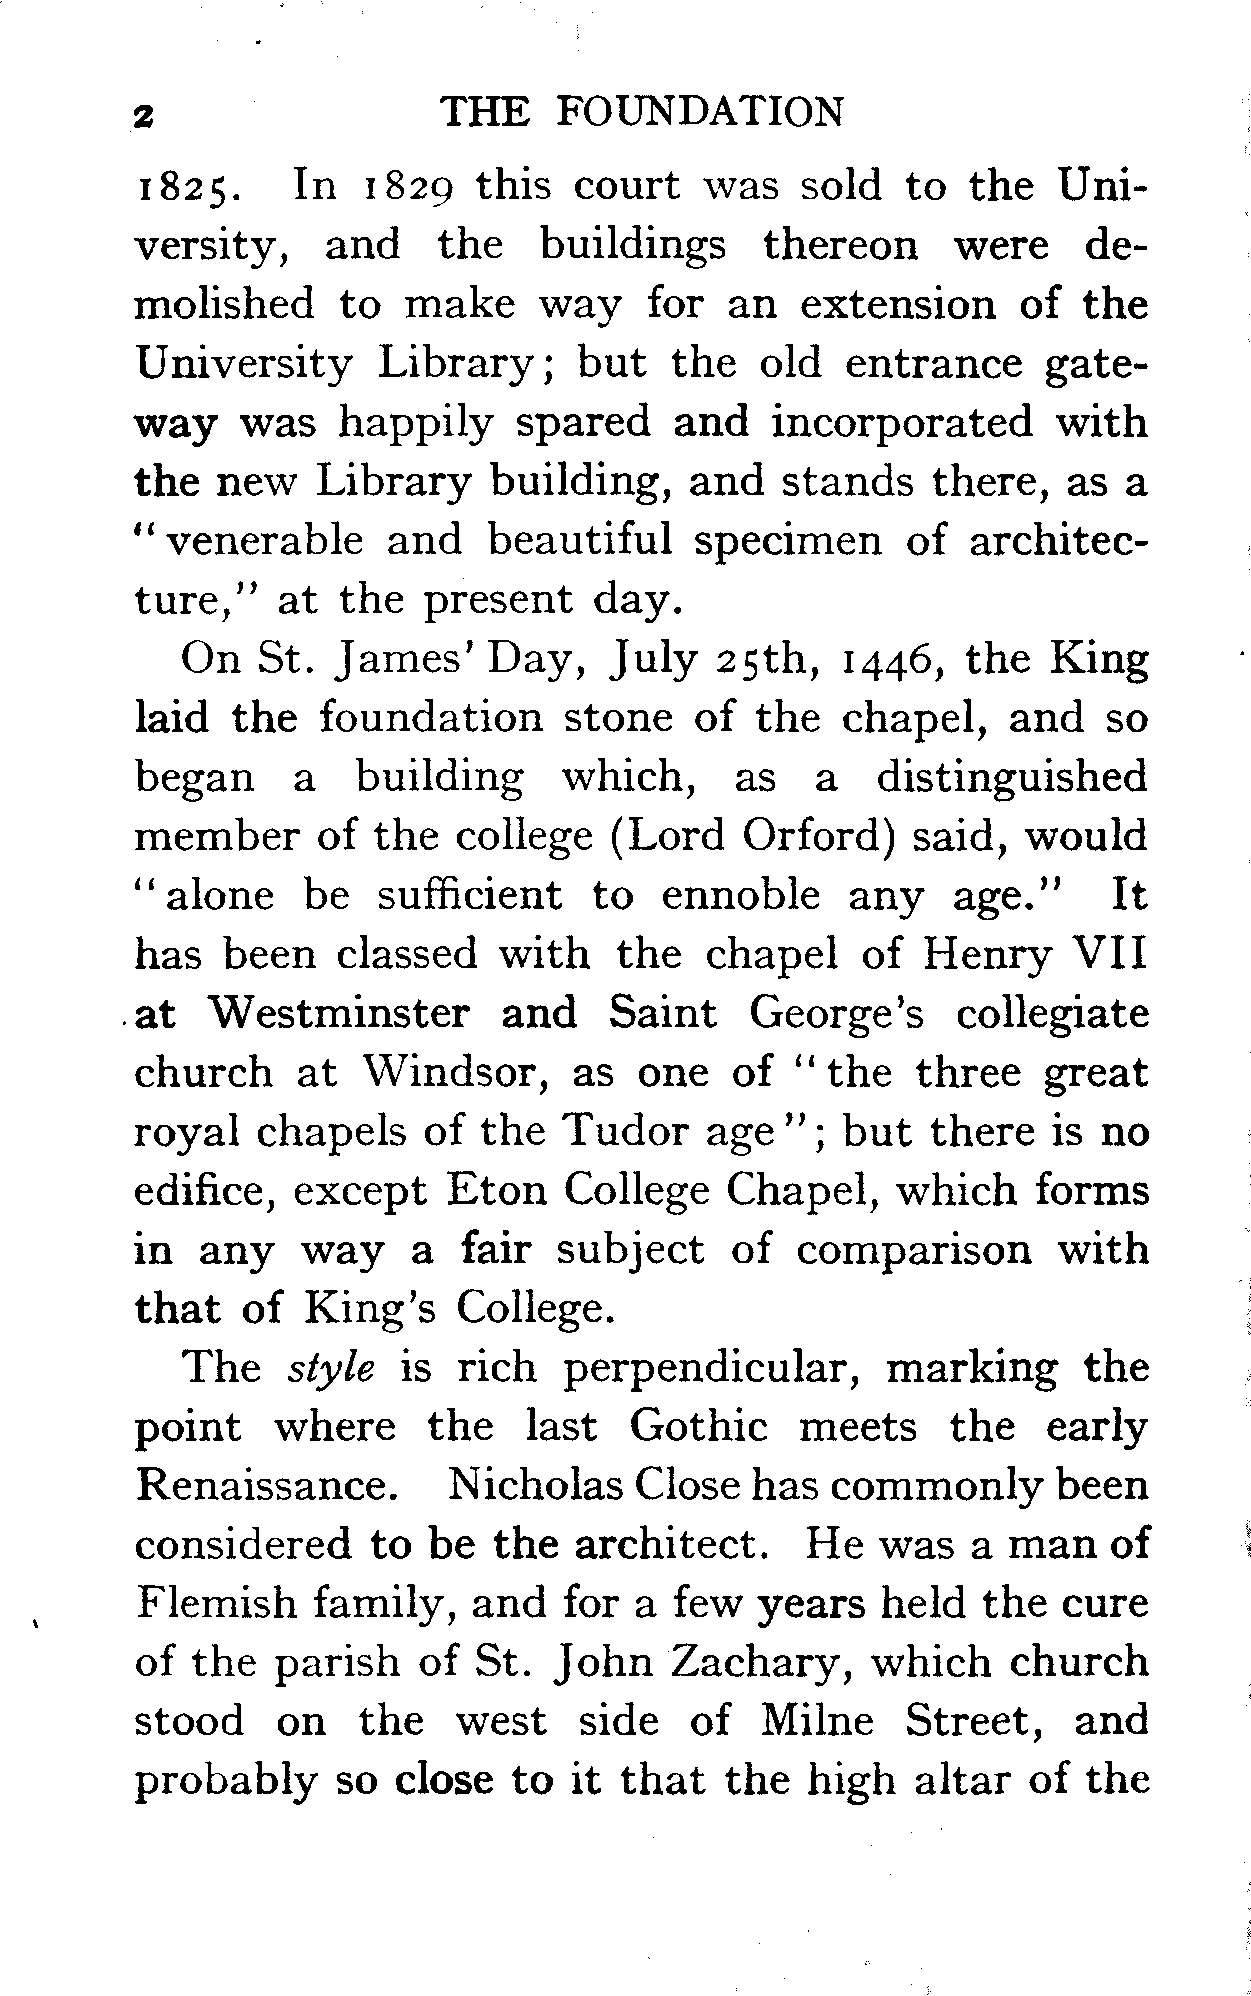 2 THE FOUNDATION
1825. In 1829 this court was sold to the Uni-
versity, and the buildings thereon were de-
molished to make way for an extension of the
University Library; but the old entrance gate-
way was happily spared and incorporated with
the new Library building, and stands there, as a
"venerable and beautiful specimen of architec-
ture," at the present day.
On St. James' Day, July 25th, 1446, the King
laid the foundation stone of the chapel, and so
began a building which, as a distinguished
member of the college (Lord Orford) said, would
"alone be sufficient to ennoble any age." It
has been classed with the chapel of Henry VII
at Westminster and Saint George's collegiate
church at Windsor, as one of "the three great
royal chapels of the Tudor age"; but there is no
edifice, except Eton College Chapel, which forms
in any way a fair subject of comparison with
that of King's College.
The style is rich perpendicular, marking the
point where the last Gothic meets the early
Renaissance. Nicholas Close has commonly been
considered to be the architect. He was a man of
Flemish family, and for a few years held the cure
of the parish of St. John Zachary, which church
stood on the west side of Milne Street, and
probably so close to it that the high altar of the